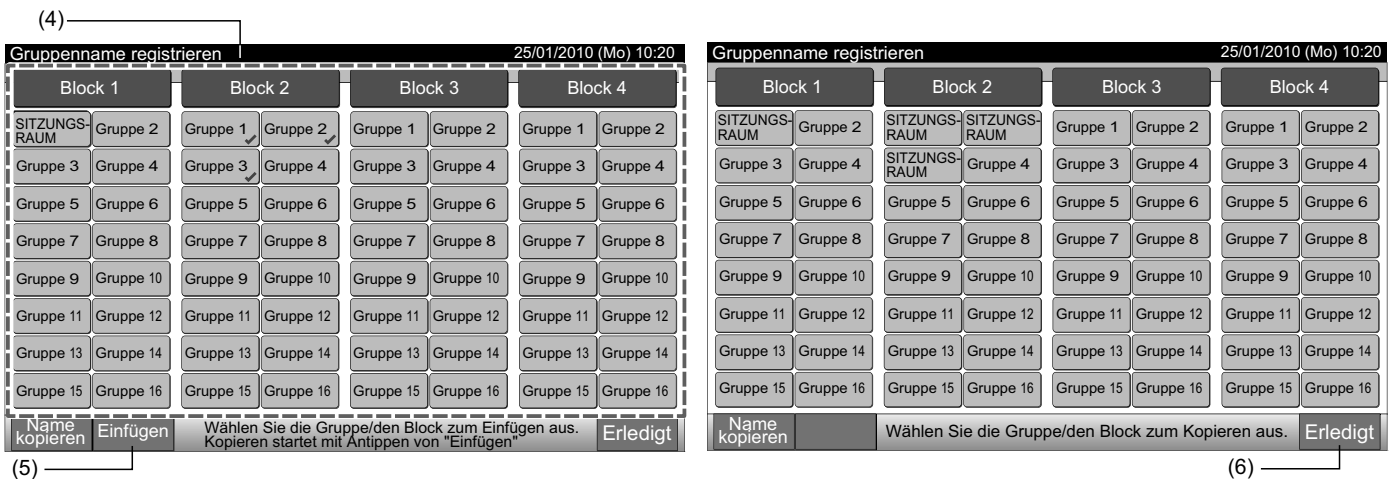 (4)
Gruppenname registrieren 25/01/2010 (Mo) 10:20
Block 1 Block 2 Block 3 Block 4
SITZUNGS-
RAUM Gruppe 2 Gruppe 1 Gruppe 2 Gruppe 1 Gruppe 2 Gruppe 1 Gruppe 2
Gruppe 3 Gruppe 4 Gruppe 3 Gruppe 4 Gruppe 3 Gruppe 4 Gruppe 3 Gruppe 4
Gruppe 5 Gruppe 6 Gruppe 5 Gruppe 6 Gruppe 5 Gruppe 6 Gruppe 5 Gruppe 6
Gruppe 7 Gruppe 8 Gruppe 7 Gruppe 8 Gruppe 7 Gruppe 8 Gruppe 7 Gruppe 8
Gruppe 9 Gruppe 10 Gruppe 9 Gruppe 10 Gruppe 9 Gruppe 10 Gruppe 9 Gruppe 10
Gruppe 11 Gruppe 12 Gruppe 11 Gruppe 12 Gruppe 11 Gruppe 12 Gruppe 11 Gruppe 12
Gruppe 13 Gruppe 14 Gruppe 13 Gruppe 14 Gruppe 13 Gruppe 14 Gruppe 13 Gruppe 14
Gruppe 15 Gruppe 16 Gruppe 15 Gruppe 16 Gruppe 15 Gruppe 16 Gruppe 15 Gruppe 16
Name
kopieren
Einfügen
Wählen Sie die Gruppe/den Block zum Einfügen aus.
Kopieren startet mit Antippen von "Einfügen"
Erledigt
(5)
Gruppenname registrieren 25/01/2010 (Mo) 10:20
Block 1 Block 2 Block 3 Block 4
SITZUNGS-
RAUM Gruppe 2 SITZUNGS-
RAUM SITZUNGS-
RAUM Gruppe 1 Gruppe 2 Gruppe 1 Gruppe 2
Gruppe 3 Gruppe 4 SITZUNGS-
RAUM Gruppe 4 Gruppe 3 Gruppe 4 Gruppe 3 Gruppe 4
Gruppe 5 Gruppe 6 Gruppe 5 Gruppe 6 Gruppe 5 Gruppe 6 Gruppe 5 Gruppe 6
Gruppe 7 Gruppe 8 Gruppe 7 Gruppe 8 Gruppe 7 Gruppe 8 Gruppe 7 Gruppe 8
Gruppe 9 Gruppe 10 Gruppe 9 Gruppe 10 Gruppe 9 Gruppe 10 Gruppe 9 Gruppe 10
Gruppe 11 Gruppe 12 Gruppe 11 Gruppe 12 Gruppe 11 Gruppe 12 Gruppe 11 Gruppe 12
Gruppe 13 Gruppe 14 Gruppe 13 Gruppe 14 Gruppe 13 Gruppe 14 Gruppe 13 Gruppe 14
Gruppe 15 Gruppe 16 Gruppe 15 Gruppe 16 Gruppe 15 Gruppe 16 Gruppe 15 Gruppe 16
Name
kopieren
Wählen Sie die Gruppe/den Block zum Kopieren aus.
Erledigt
(6)